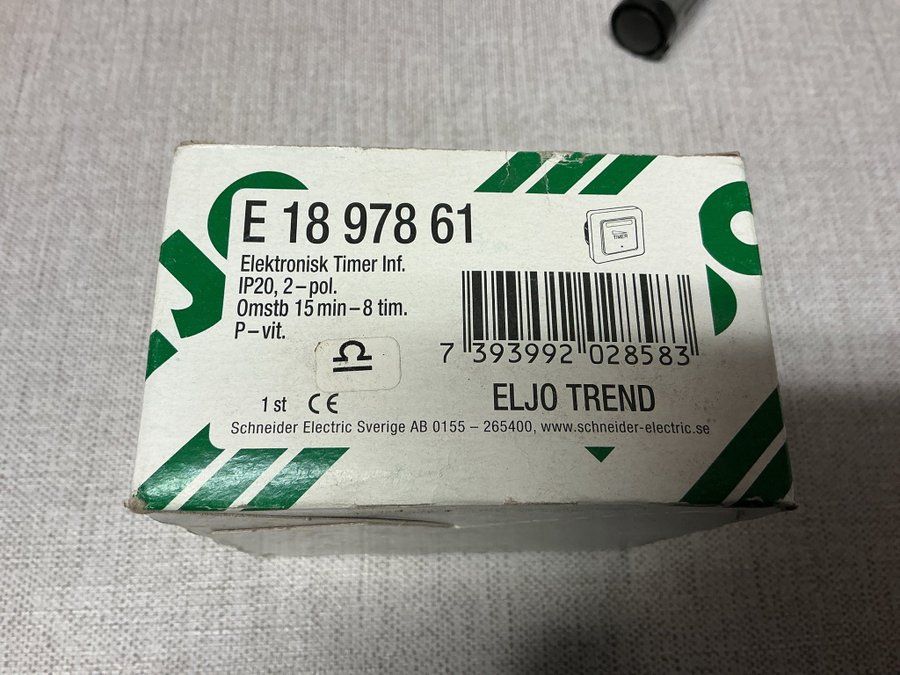 E 18 978 61
Elektronisk Timer Inf.
IP20, 2-pol.
Omstb 15 min - 8 tim.
P-vit.
TIMER
7 393992 028583
ELJO TREND
1 st CE
Schneider Electric Sverige AB 0155 - 265400, www.schneider-electric.se